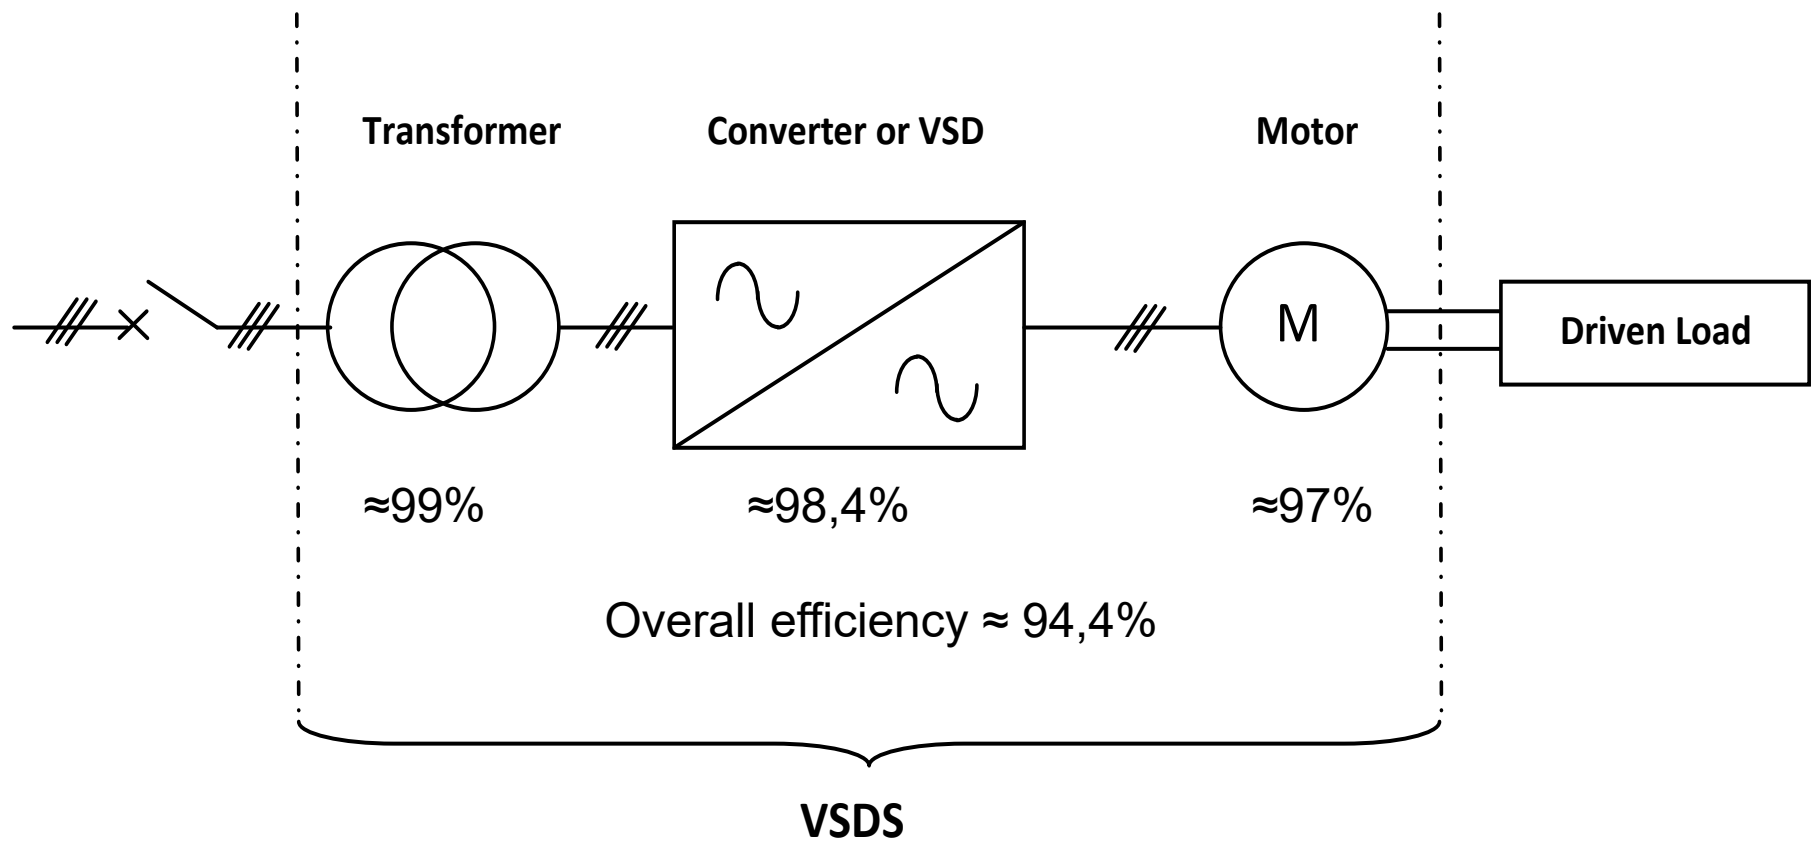 Transformer
Converter or VSD
Motor
M
Driven Load
≈99%
≈98,4%
≈97%
Overall efficiency ≈ 94,4%
VSDS